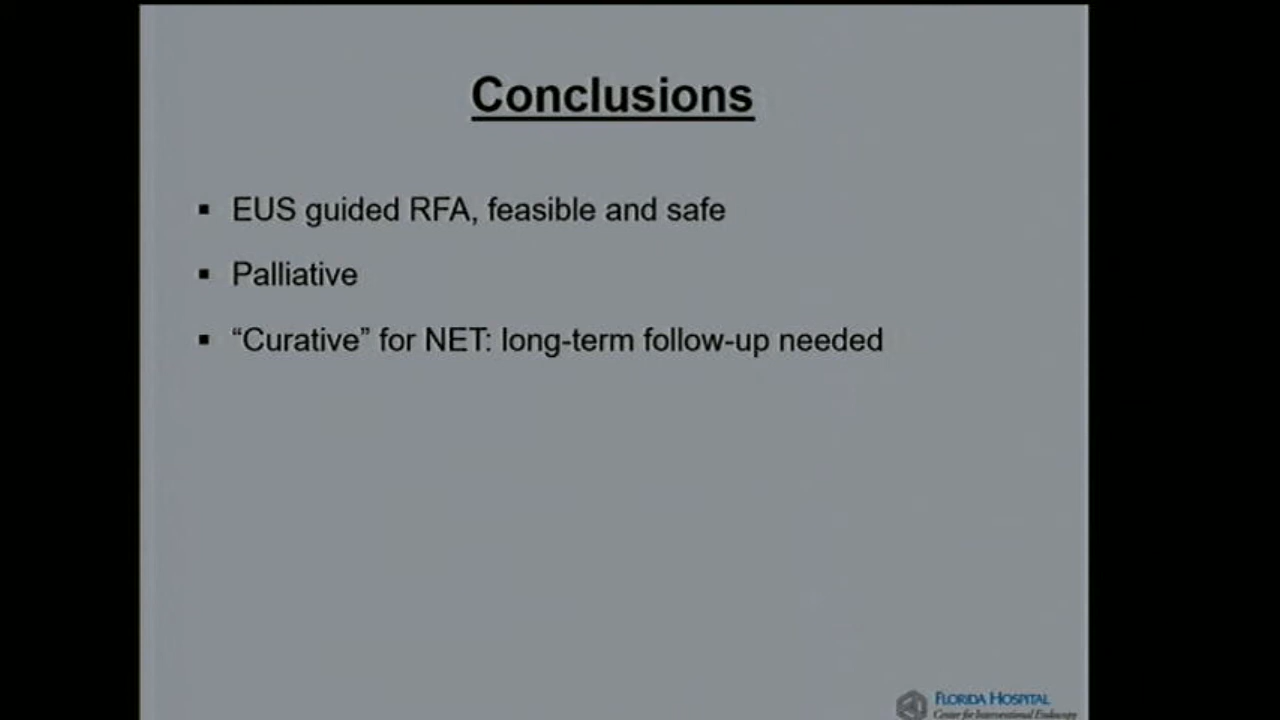 Conclusions
▪ EUS guided RFA, feasible and safe
▪ Palliative
▪ “Curative” for NET: long-term follow-up needed
FLORIDA HOSPITAL
Center for Interventional Endoscopy